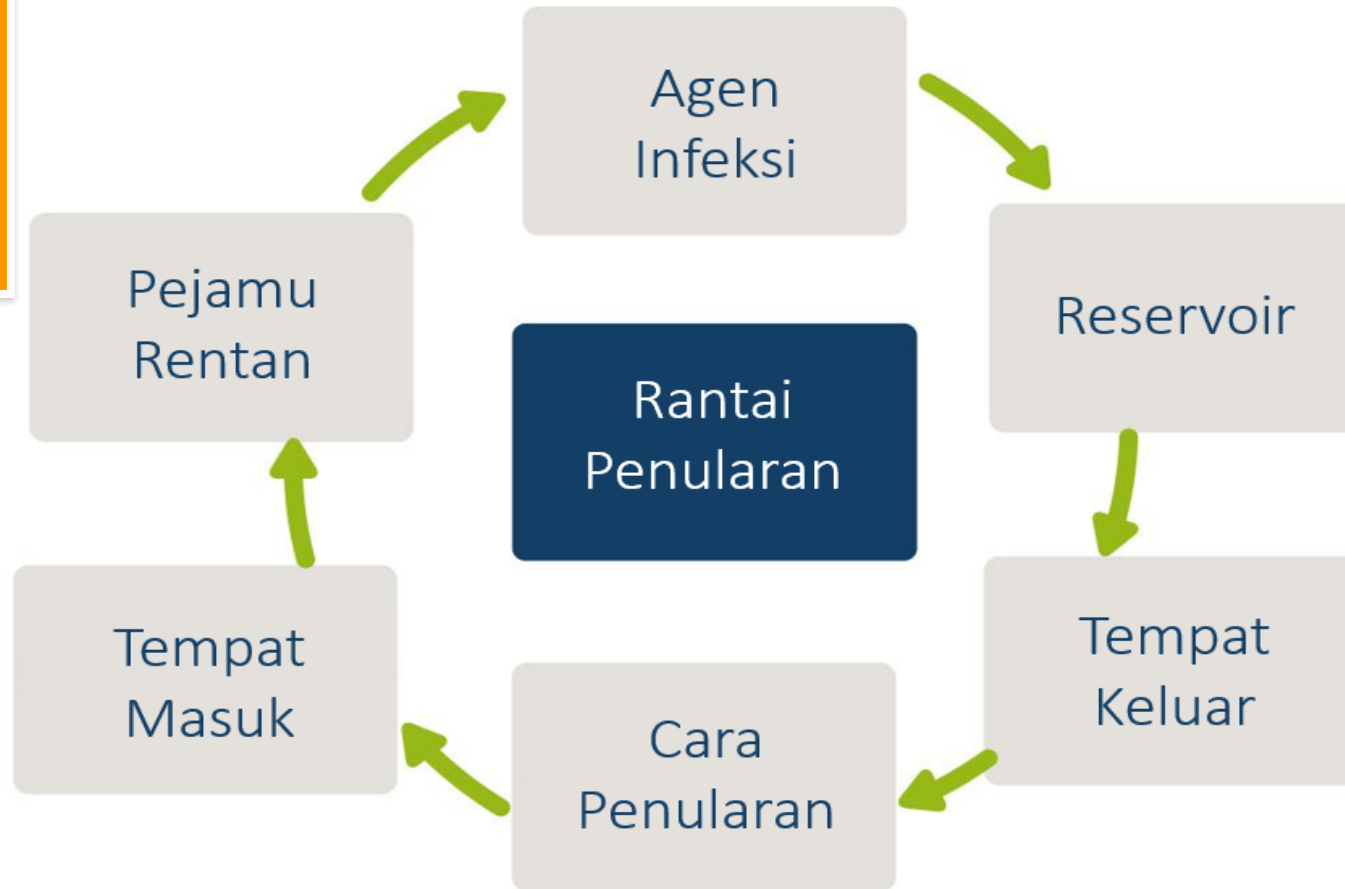 Agen
Infeksi
Reservoir
Tempat
Keluar
Cara
Penularan
Tempat
Masuk
Pejamu
Rentan
Rantai
Penularan